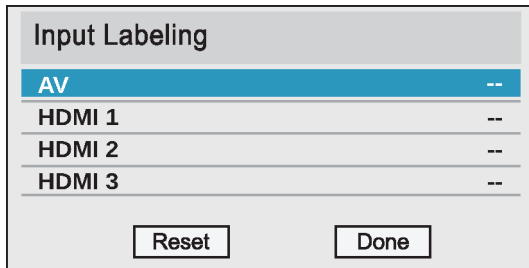 Input Labeling
AV --
HDMI 1 --
HDMI 2 --
HDMI 3 --
Reset Done